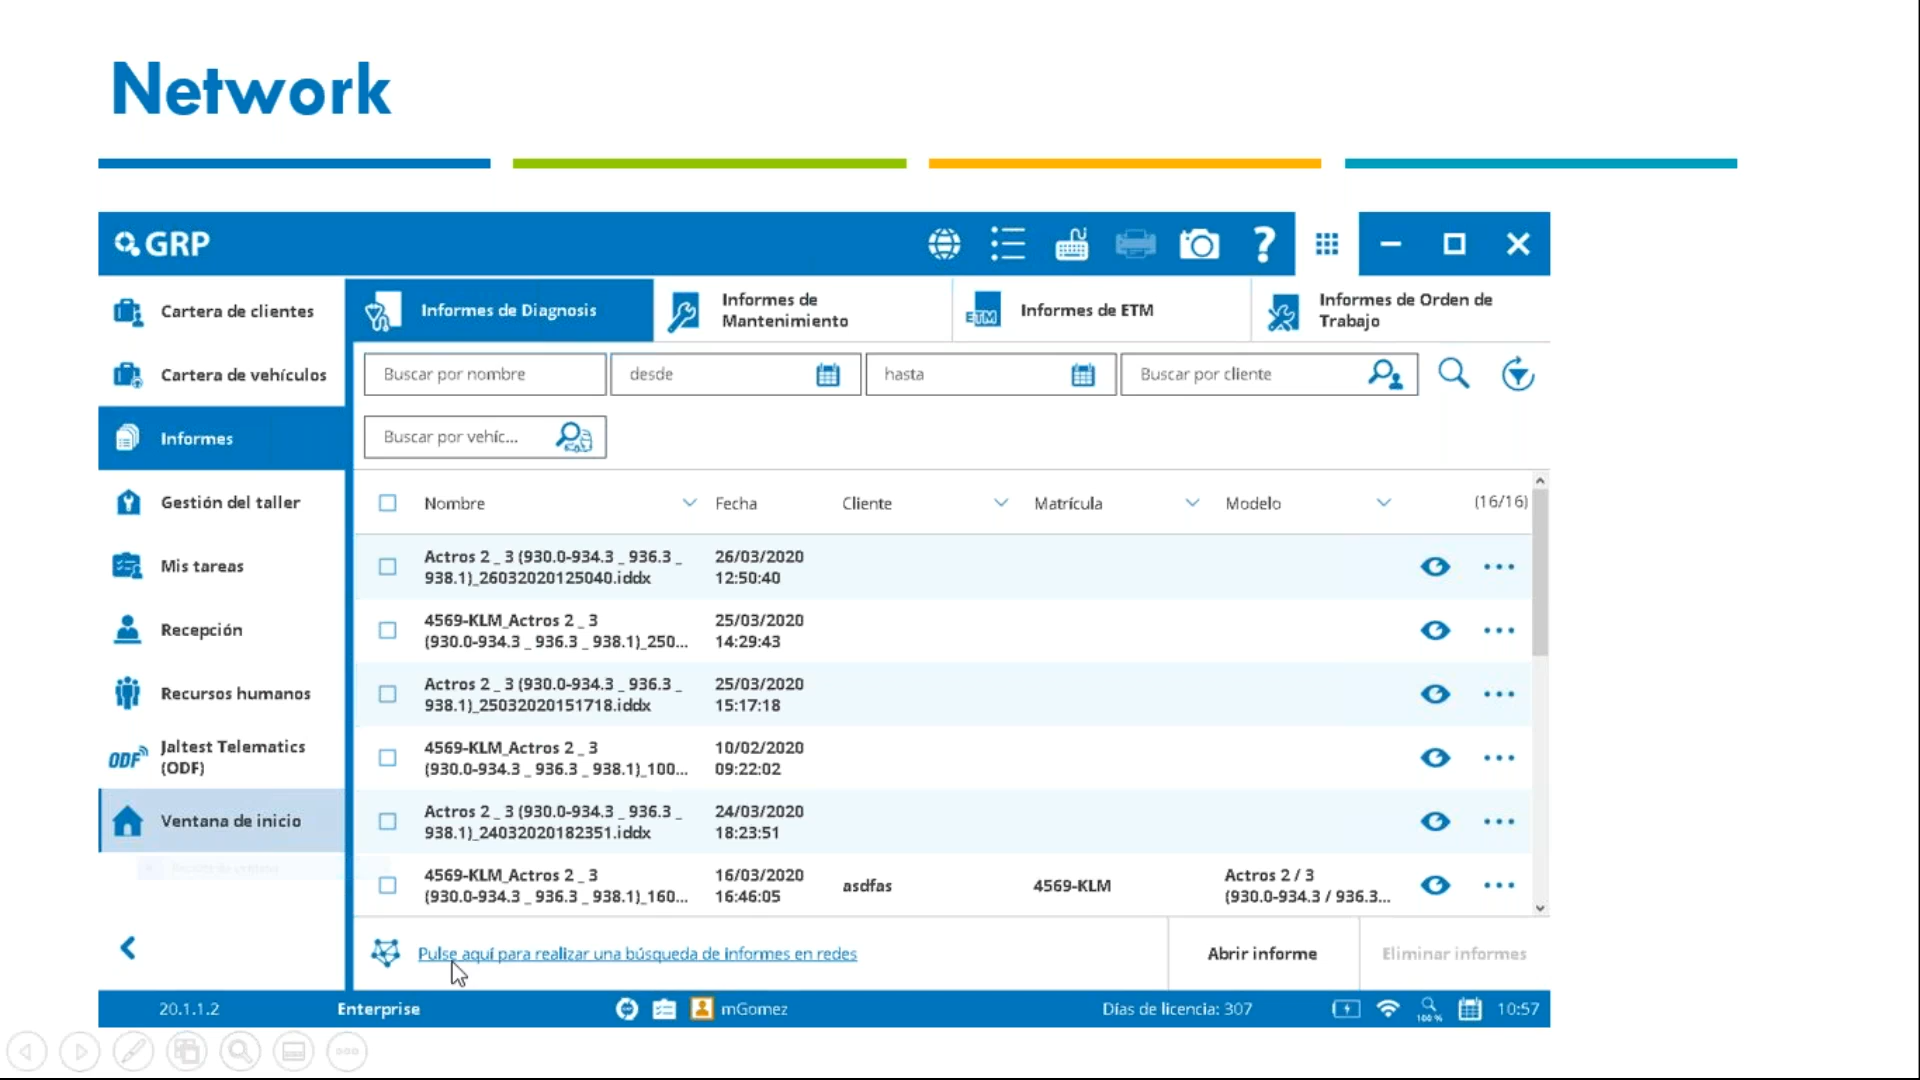 Network
GRP
Cartera de clientes
Cartera de vehículos
Informes
Gestión del taller
Mis tareas
Recepción
Recursos humanos
ODF
Jaltest Telematics
(ODF)
Ventana de inicio
Informes de Diagnosis
Informes de
Mantenimiento
ETM
Informes de ETM
Informes de Orden de
Trabajo
Buscar por nombre
desde
hasta
Buscar por cliente
Buscar por vehíc...
Nombre
Fecha
Cliente
Matrícula
Modelo
(16/16)
Actros 2 _ 3 (930.0-934.3 _ 936.3 _
938.1)_26032020125040.iddx
26/03/2020
12:50:40
4569-KLM_Actros 2 _ 3
(930.0-934.3 _ 936.3 _ 938.1)_250...
25/03/2020
14:29:43
Actros 2 _ 3 (930.0-934.3 _ 936.3 _
938.1)_25032020151718.iddx
25/03/2020
15:17:18
4569-KLM_Actros 2 _ 3
(930.0-934.3 _ 936.3 _ 938.1)_100...
10/02/2020
09:22:02
Actros 2 _ 3 (930.0-934.3 _ 936.3 _
938.1)_24032020182351.iddx
24/03/2020
18:23:51
4569-KLM_Actros 2 _ 3
(930.0-934.3 _ 936.3 _ 938.1)_160...
16/03/2020
16:46:05
asdfas
4569-KLM
Actros 2 / 3
(930.0-934.3 / 936.3...
Pulse aquí para realizar una búsqueda de informes en redes
Abrir informe
Eliminar informes
20.1.1.2
Enterprise
mGomez
Días de licencia: 307
100 %
10:57